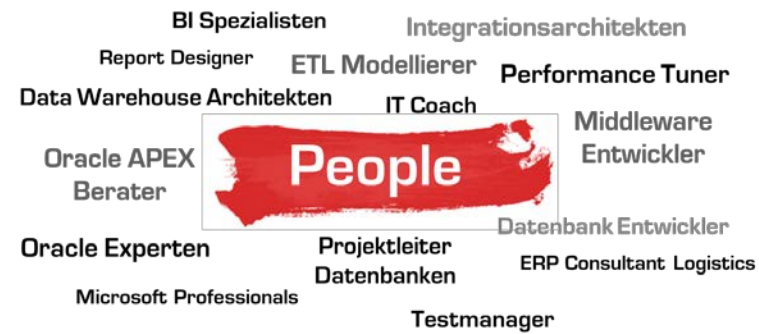 BI Spezialisten
Integrationsarchitekten
Report Designer
ETL Modellierer
Performance Tuner
Data Warehouse Architekten
IT Coach
Middleware
Entwickler
People
Oracle APEX
Berater
Datenbank Entwickler
Oracle Experten
Projektleiter
Datenbanken
ERP Consultant Logistics
Microsoft Professionals
Testmanager